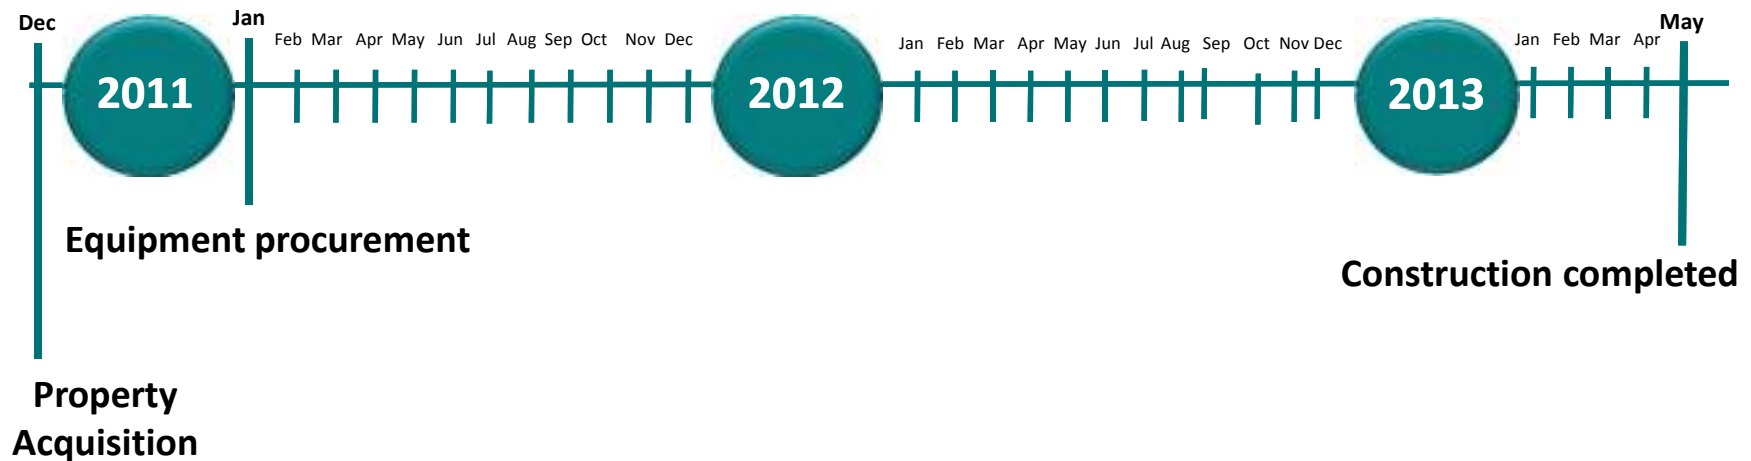 Dec
2011
Jan
Feb Mar Apr May Jun Jul Aug Sep Oct Nov Dec
2012
Jan Feb Mar Apr May Jun Jul Aug Sep Oct Nov Dec
2013
Jan Feb Mar Apr
May
Equipment procurement
Construction completed
Property
Acquisition